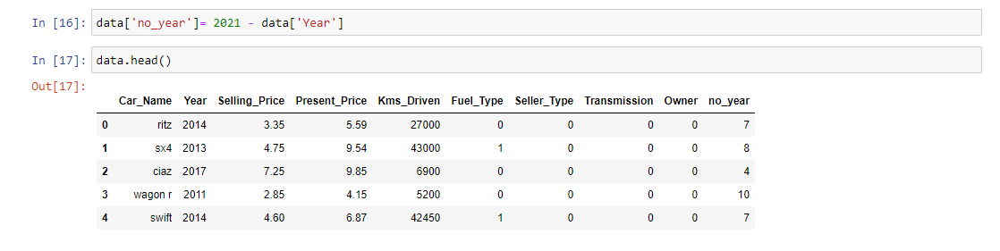 In [16]: data['no_year']= 2021 - data['Year']
In [17]: data.head()
Out[17]:
Car_Name Year Selling_Price Present_Price Kms_Driven Fuel_Type Seller_Type Transmission Owner no_year
0 ritz 2014 3.35 5.59 27000 0 0 0 0 7
1 sx4 2013 4.75 9.54 43000 1 0 0 0 8
2 ciaz 2017 7.25 9.85 6900 0 0 0 0 4
3 wagon r 2011 2.85 4.15 5200 0 0 0 0 10
4 swift 2014 4.60 6.87 42450 1 0 0 0 7